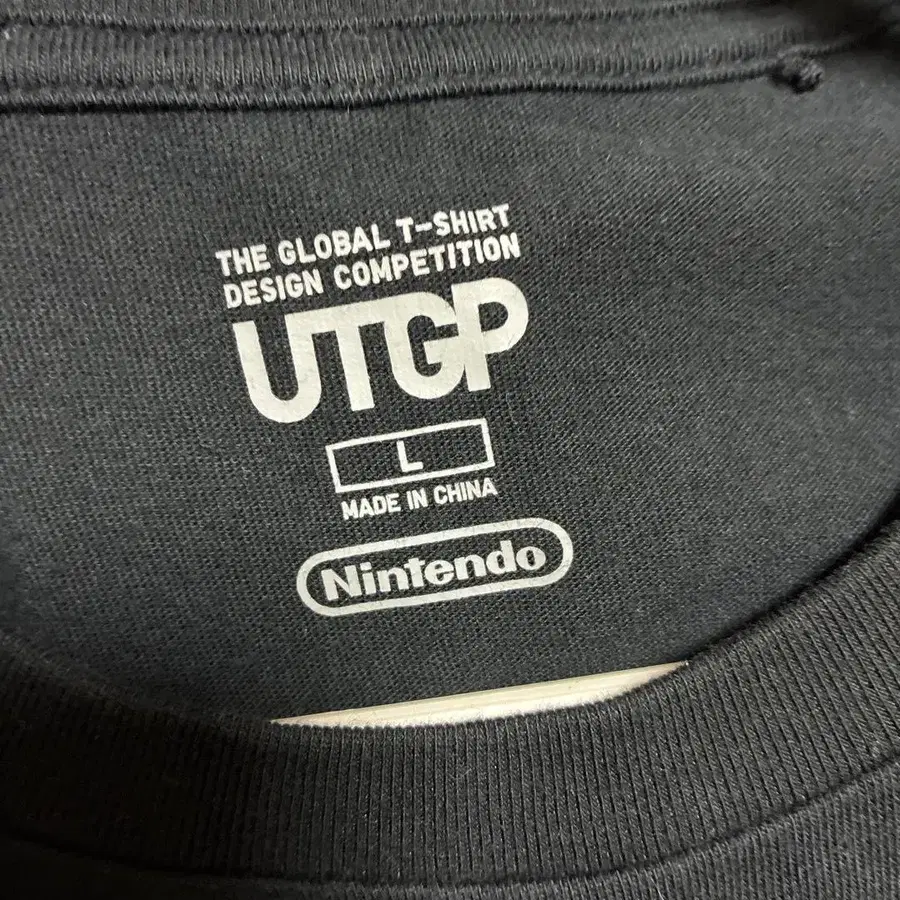 THE GLOBAL T-SHIRT
DESIGN COMPETITION
UTGP
L
MADE IN CHINA
Nintendo